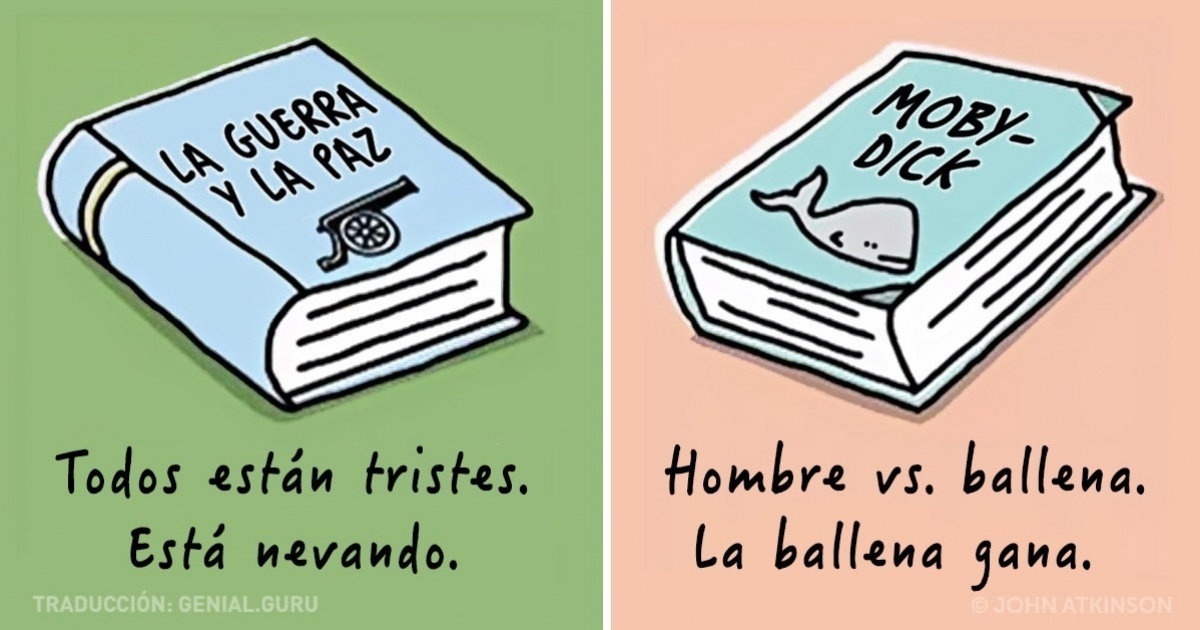 LA GUERRA
Y LA PAZ
Todos están tristes.
Está nevando.
TRADUCCIÓN: GENIAL.GURU
MOBY-
DICK
Hombre vs. ballena.
La ballena gana.
© JOHN ATKINSON